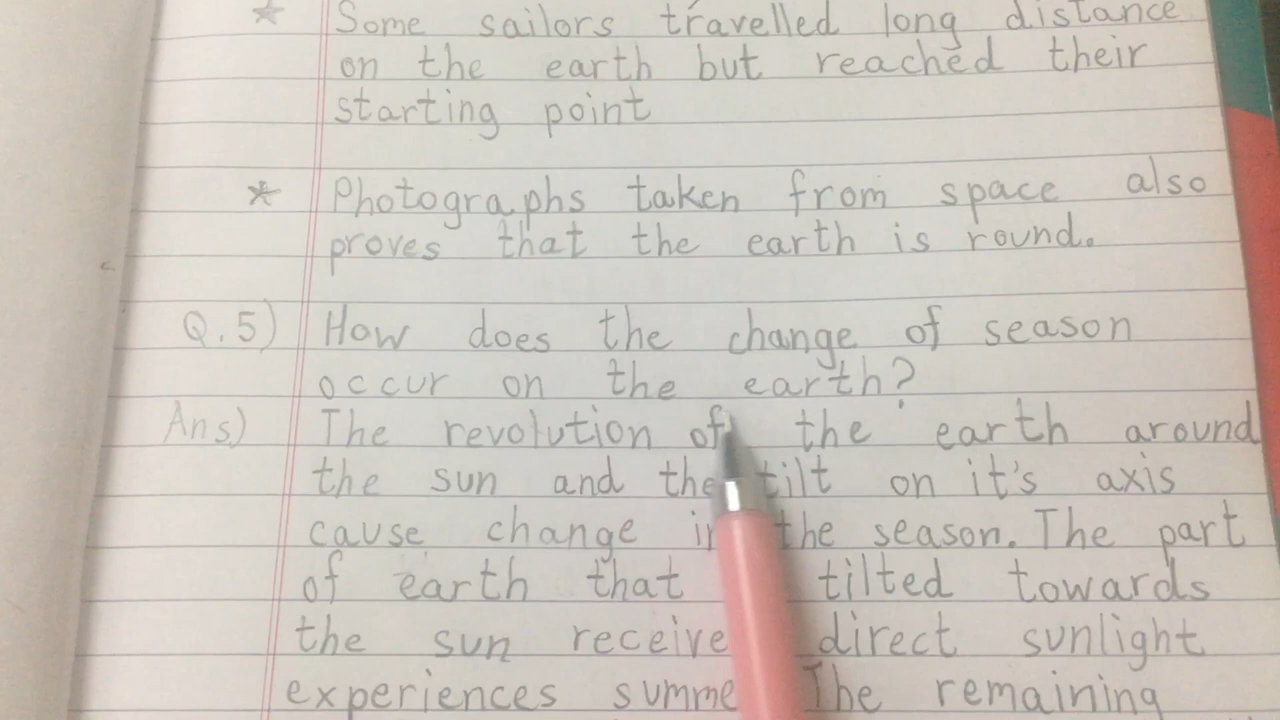 * Some sailors travelled long distance
on the earth but reached their
starting point
* Photographs taken from space also
proves that the earth is round.
Q.5) How does the change of season
occur on the earth?
Ans) The revolution of the earth around
the sun and the tilt on it's axis
cause change in the season. The part
of earth that tilted towards
the sun receive direct sunlight
experiences summe The remaining